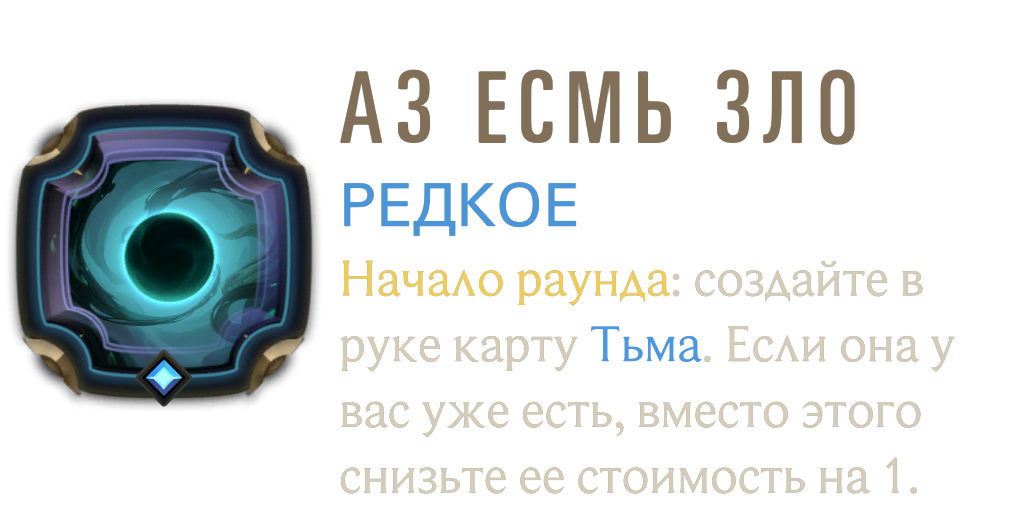 АЗ ЕСМЬ ЗЛО
РЕДКОЕ
Начало раунда: создайте в
руке карту Тьма. Если она у
вас уже есть, вместо этого
снизьте ее стоимость на 1.